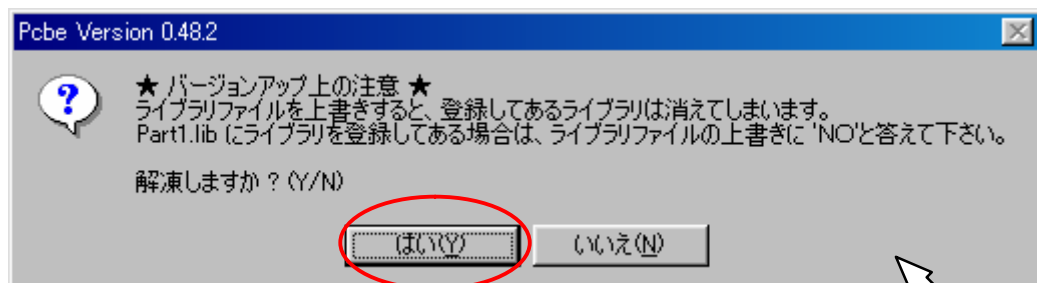 Pcbe Version 0.48.2
★ バージョンアップ上の注意 ★
ライブラリファイルを上書きすると、登録してあるライブラリは消えてしまいます。
Part1.lib にライブラリを登録してある場合は、ライブラリファイルの上書きに 'NO'と答えて下さい。
解凍しますか ? (Y/N)
はい(Y) いいえ(N)